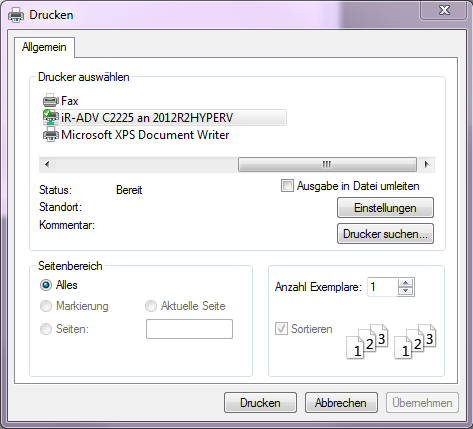 Drucken
Allgemein
Drucker auswählen
Fax
iR-ADV C2225 an 2012R2HYPERV
Microsoft XPS Document Writer
Status: Bereit
Ausgabe in Datei umleiten
Standort:
Einstellungen
Kommentar:
Drucker suchen...
Seitenbereich
Alles
Anzahl Exemplare: 1
Markierung
Aktuelle Seite
Seiten:
Sortieren
1 2 3 1 2 3
Drucken
Abbrechen
Übernehmen